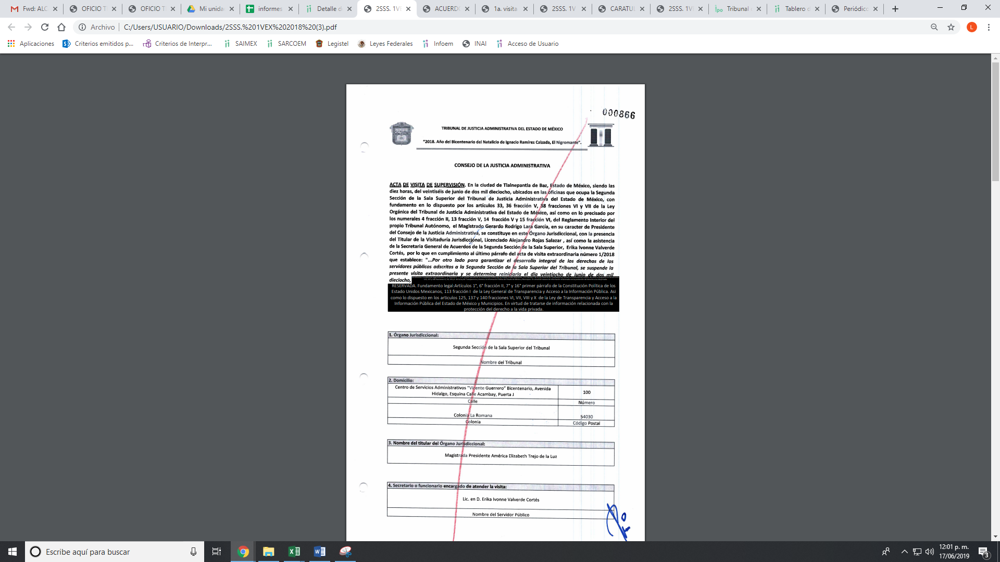 Fwd: ALC
OFICIO T
OFICIO T
Mi unida
informes
Detalle d
2SSS. 1VE
ACUERDO
1a. visita
2SSS. 1V
CARATUL
2SSS. 1VE
Tribunal
Tablero d
Periódico
Archivo C:/Users/USUARIO/Downloads/2SSS.%201VEX%202018%20(3).pdf
L
Aplicaciones Criterios emitidos p... Criterios de Interpr... SAIMEX SARCOEM Legistel Leyes Federales Infoem INAI Acceso de Usuario
000866
TRIBUNAL DE JUSTICIA ADMINISTRATIVA DEL ESTADO DE MÉXICO
"2018. Año del Bicentenario del Natalicio de Ignacio Ramírez Calzada, El Nigromante".
CONSEJO DE LA JUSTICIA ADMINISTRATIVA
ACTA DE VISITA DE SUPERVISIÓN. En la ciudad de Tlalnepantla de Baz, Estado de México, siendo las
diez horas, del veintiséis de junio de dos mil dieciocho, ubicados en las oficinas que ocupa la Segunda
Sección de la Sala Superior del Tribunal de Justicia Administrativa del Estado de México, con
fundamento en lo dispuesto por los artículos 33, 36 fracción V, 38 fracciones VI y VII de la Ley
Orgánica del Tribunal de Justicia Administrativa del Estado de México, así como en lo precisado por
los numerales 4 fracción II, 13 fracción V, 14 fracción V y 15 fracción VI, del Reglamento Interior del
propio Tribunal Autónomo, el Magistrado Gerardo Rodrigo Lara García, en su caracter de Presidente
del Consejo de la Justicia Administrativa, se constituye en este Órgano Jurisdiccional, con la presencia
del Titular de la Visitaduría Jurisdiccional, Licenciado Alejandro Rojas Salazar , así como la asistencia
de la Secretaria General de Acuerdos de la Segunda Sección de la Sala Superior, Erika Ivonne Valverde
Cortés, por lo que en cumplimiento al último párrafo del acta de visita extraordinaria número 1/2018
que establece: "...Por otro lado para garantizar el desarrollo integral de los derechos de los
servidores públicos adscritos a la Segunda Sección de la Sala Superior del Tribunal, se suspende la
presente visita extraordinaria y se determina reiniciarla el día veintiocho de junio de dos mil
dieciocho,
RESERVADA. Fundamento legal:Artículos 1°, 6° fracción II, 7° y 16° primer párrafo de la Constitución Política de los
Estado Unidos Mexicanos, 113 fracción I de la Ley General de Transparencia y Acceso a la Información Pública. Asi
como lo dispuesto en los articulos 125, 137 y 140 fracciones VI, VII, VIII y X de la Ley de Transparencia y Acceso a la
Información Pública del Estado de México y Municipios. En virtud de tratarse de información relacionada con la
protección del derecho a la vida privada.
1. Órgano Jurisdiccional:
Segunda Sección de la Sala Superior del Tribunal
Nombre del Tribunal
2. Domicilio:
Centro de Servicios Administrativos "Vicente Guerrero" Bicentenario, Avenida
Hidalgo, Esquina Calle Acambay, Puerta J
100
Calle Número
Colonia La Romana 54030
Colonia Código Postal
3. Nombre del titular del Órgano Jurisdiccional:
Magistrada Presidente América Elizabeth Trejo de la Luz
4. Secretario o funcionario encargado de atender la visita:
Lic. en D. Erika Ivonne Valverde Cortés
Nombre del Servidor Público
Escribe aquí para buscar
12:01 p. m.
17/06/2019
3